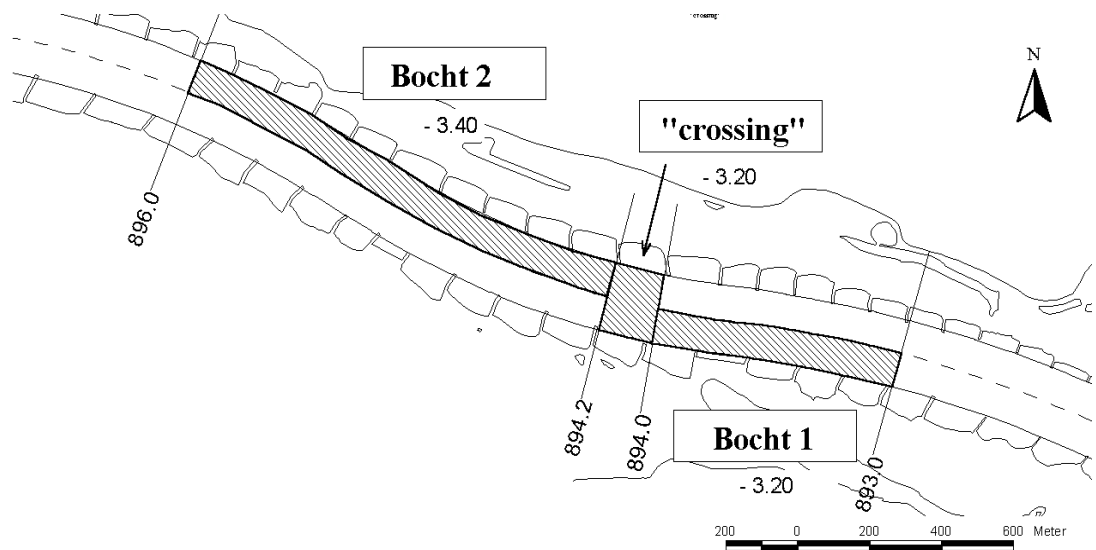 "crossing"
N
Bocht 2
- 3.40
"crossing"
- 3.20
896.0
894.2
894.0
Bocht 1
- 3.20
893.0
200 0 200 400 600 Meter